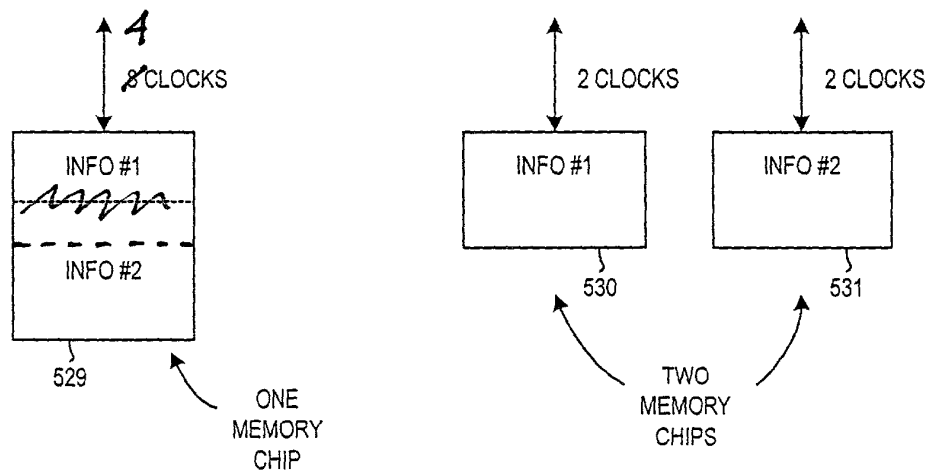 4
8 CLOCKS
INFO #1
INFO #2
529
ONE
MEMORY
CHIP
2 CLOCKS
INFO #1
530
2 CLOCKS
INFO #2
531
TWO
MEMORY
CHIPS